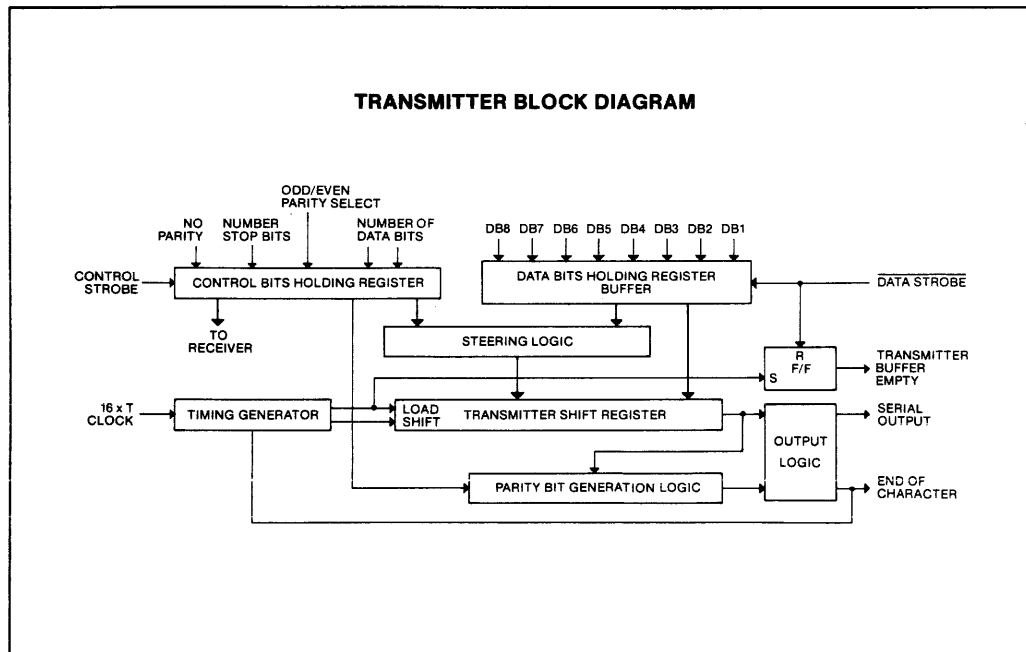 TRANSMITTER BLOCK DIAGRAM
NO
PARITY
NUMBER
STOP BITS
ODD/EVEN
PARITY SELECT
NUMBER OF
DATA BITS
DB8 DB7 DB6 DB5 DB4 DB3 DB2 DB1
CONTROL
STROBE
CONTROL BITS HOLDING REGISTER
DATA BITS HOLDING REGISTER
BUFFER
DATA STROBE
TO
RECEIVER
STEERING LOGIC
R
F/F
S
TRANSMITTER
BUFFER
EMPTY
16 x T
CLOCK
TIMING GENERATOR
LOAD
SHIFT
TRANSMITTER SHIFT REGISTER
OUTPUT
LOGIC
SERIAL
OUTPUT
PARITY BIT GENERATION LOGIC
END OF
CHARACTER